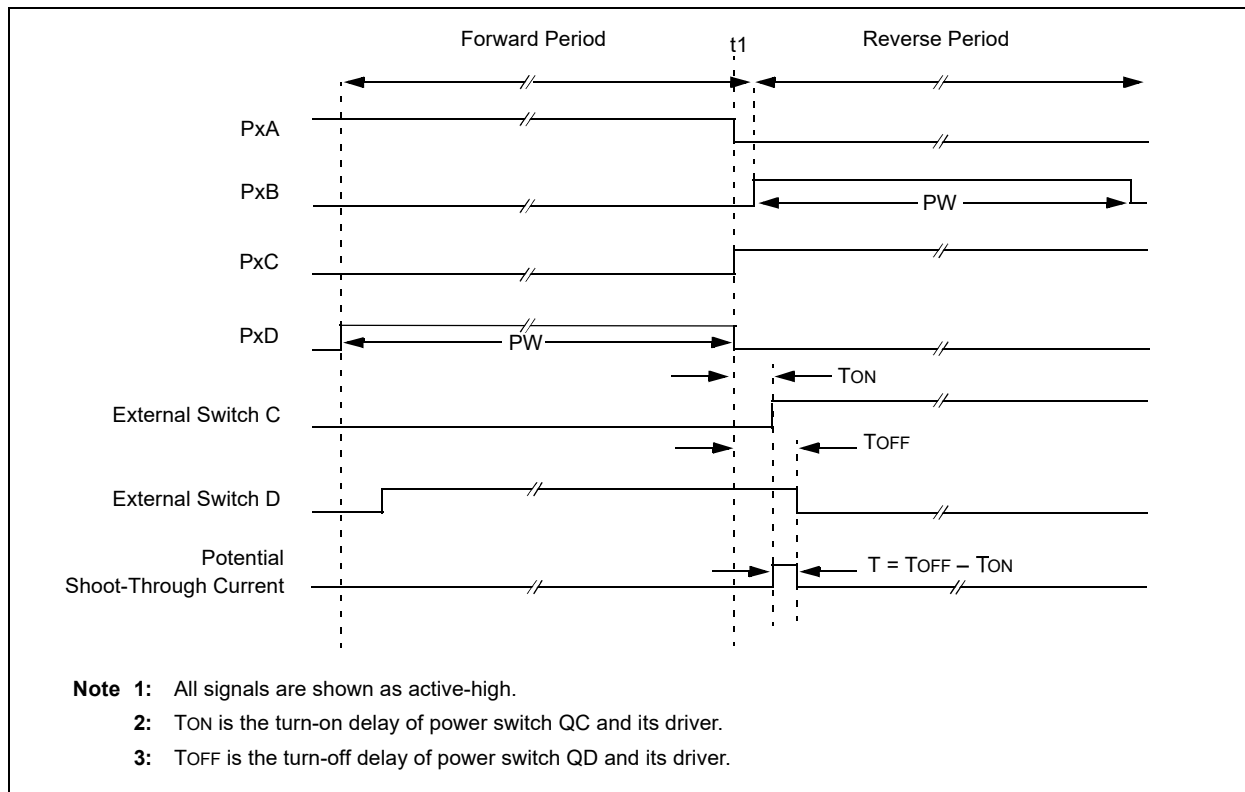 Forward Period
t1
Reverse Period
PxA
PxB
PW
PxC
PxD
PW
TON
External Switch C
TOFF
External Switch D
Potential
Shoot-Through Current
T = TOFF – TON
Note 1: All signals are shown as active-high.
2: TON is the turn-on delay of power switch QC and its driver.
3: TOFF is the turn-off delay of power switch QD and its driver.